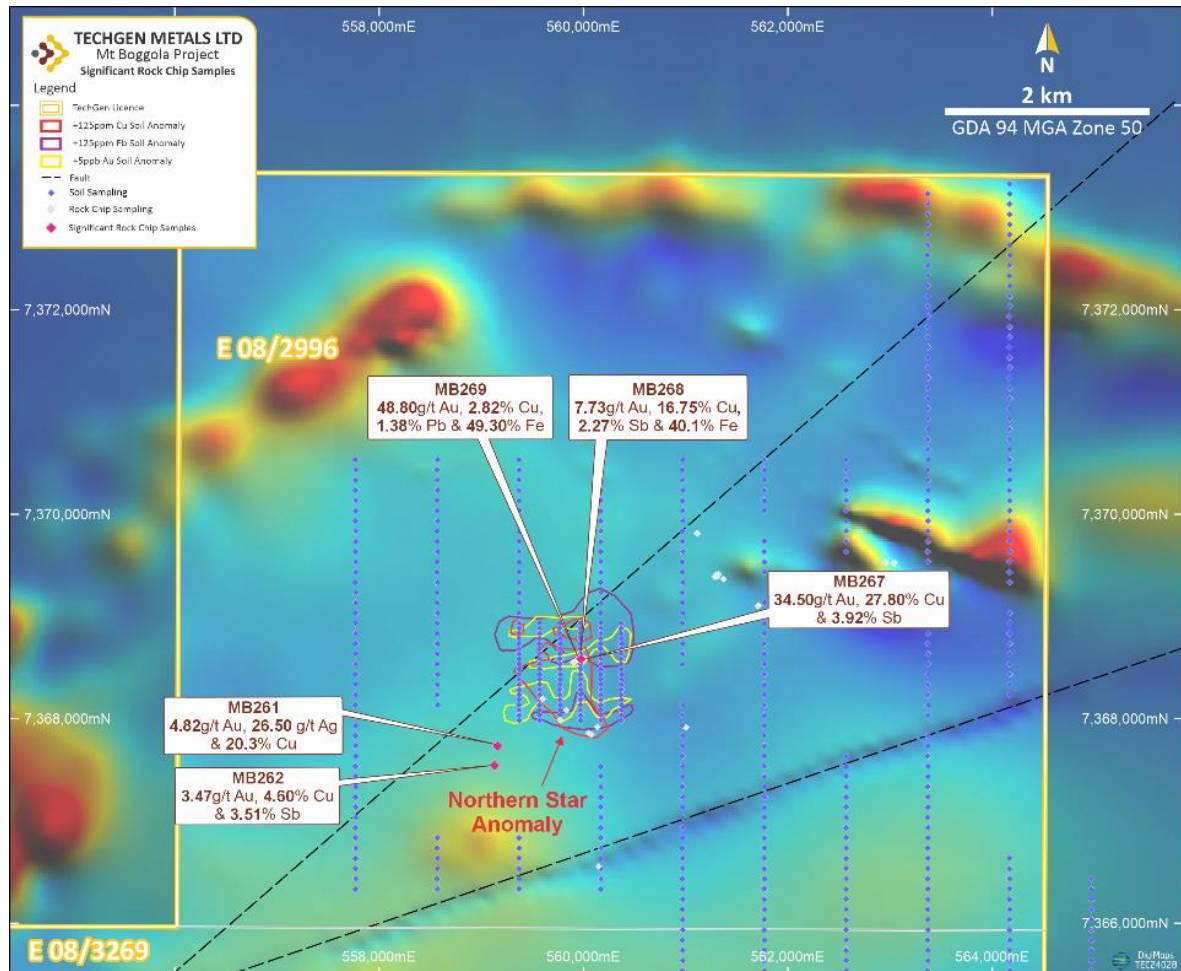 TECHGEN METALS LTD
Mt Boggola Project
Significant Rock Chip Samples
Legend
TechGen Licence
+125ppm Cu Soil Anomaly
+125ppm Pb Soil Anomaly
+5ppb Au Soil Anomaly
Fault
Soil Sampling
Rock Chip Sampling
Significant Rock Chip Samples
558,000mE
560,000mE
562,000mE
N
2 km
GDA 94 MGA Zone 50
7,372,000mN
7,372,000mN
E 08/2996
MB269
48.80g/t Au, 2.82% Cu,
1.38% Pb & 49.30% Fe
MB268
7.73g/t Au, 16.75% Cu,
2.27% Sb & 40.1% Fe
7,370,000mN
7,370,000mN
MB267
34.50g/t Au, 27.80% Cu
& 3.92% Sb
MB261
4.82g/t Au, 26.50 g/t Ag
& 20.3% Cu
7,368,000mN
7,368,000mN
MB262
3.47g/t Au, 4.60% Cu
& 3.51% Sb
Northern Star
Anomaly
7,366,000mN
E 08/3269
558,000mE
560,000mE
562,000mE
564,000mE
DigiMaps
TEC24028